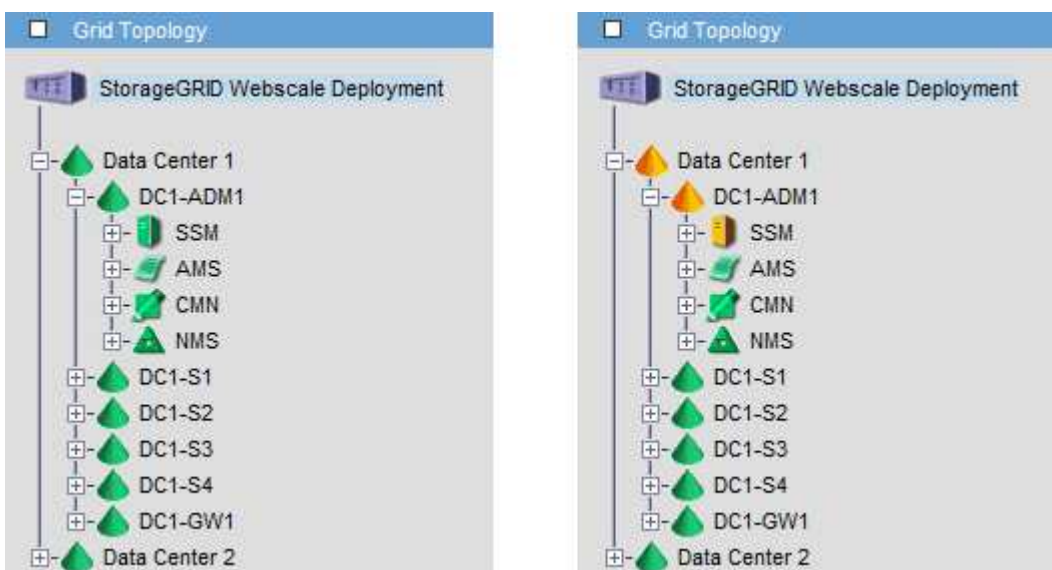 Grid Topology
StorageGRID Webscale Deployment
Data Center 1
DC1-ADM1
SSM
AMS
CMN
NMS
DC1-S1
DC1-S2
DC1-S3
DC1-S4
DC1-GW1
Data Center 2
Grid Topology
StorageGRID Webscale Deployment
Data Center 1
DC1-ADM1
SSM
AMS
CMN
NMS
DC1-S1
DC1-S2
DC1-S3
DC1-S4
DC1-GW1
Data Center 2